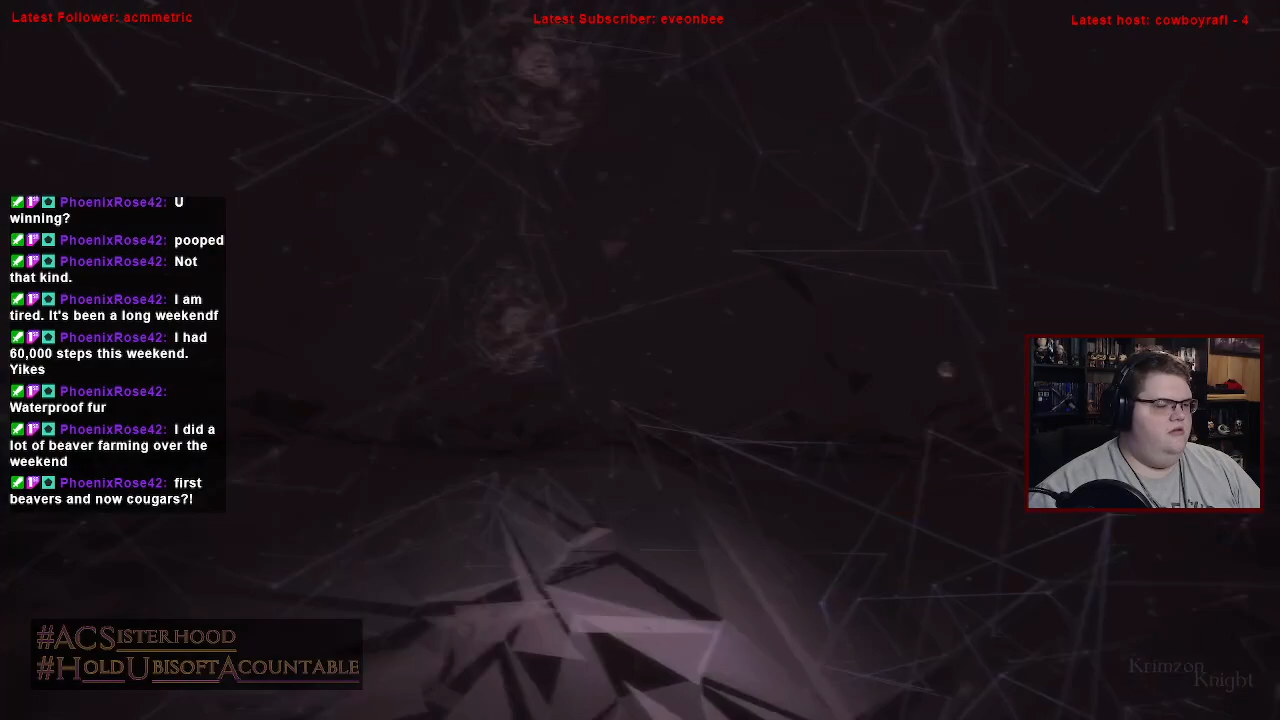 Latest Follower: acmmetric
Latest Subscriber: eveonbee
Latest host: cowboyrafi - 4
PhoenixRose42: U
winning?
PhoenixRose42: pooped
PhoenixRose42: Not
that kind.
PhoenixRose42: I am
tired. It's been a long weekendf
PhoenixRose42: I had
60,000 steps this weekend.
Yikes
PhoenixRose42:
Waterproof fur
PhoenixRose42: I did a
lot of beaver farming over the
weekend
PhoenixRose42: first
beavers and now cougars?!
#ACSisterhood
#HoldUbisoftAcountable
Krimzon
Knight